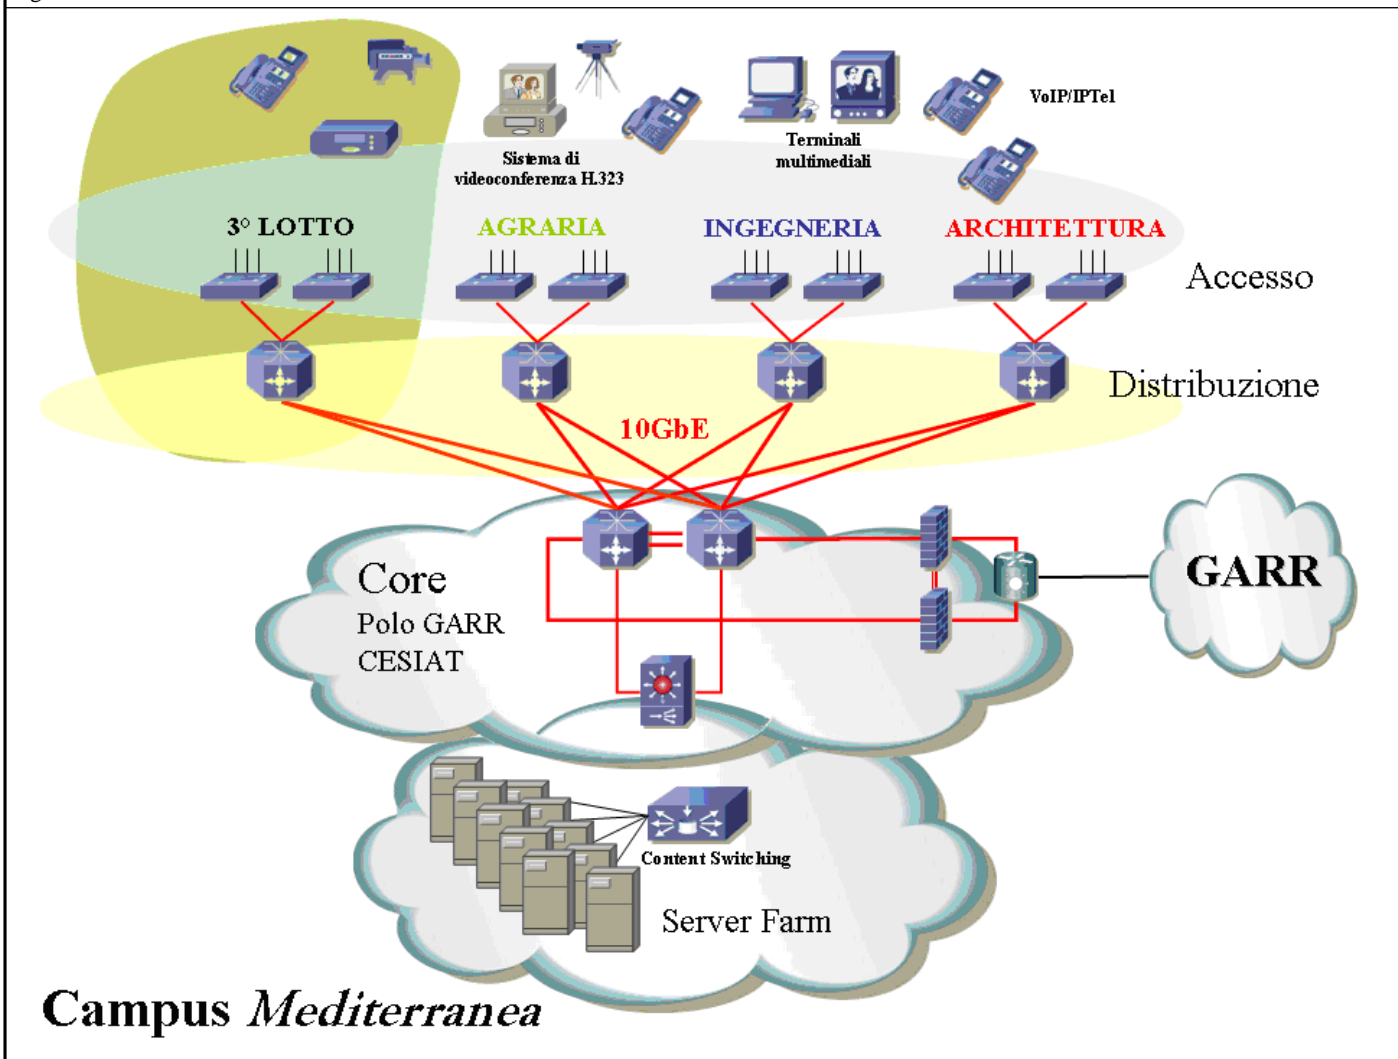 VoIP/IPTel
Terminali
multimediali
Sistema di
videoconferenza H.323
3° LOTTO
AGRARIA
INGEGNERIA
ARCHITETTURA
Accesso
Distribuzione
10GbE
GARR
Core
Polo GARR
CESIAT
Content Switching
Server Farm
Campus Mediterranea